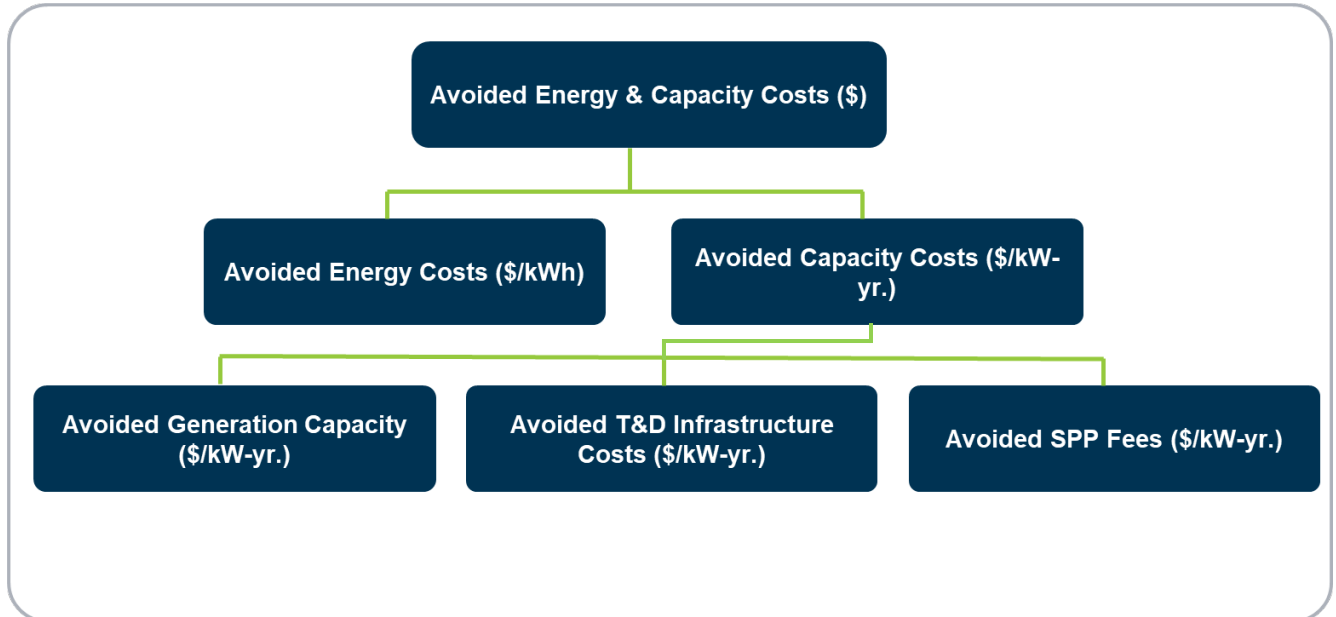 Avoided Energy & Capacity Costs ($)
Avoided Energy Costs ($/kWh)
Avoided Capacity Costs ($/kW-
yr.)
Avoided Generation Capacity
($/kW-yr.)
Avoided T&D Infrastructure
Costs ($/kW-yr.)
Avoided SPP Fees ($/kW-yr.)